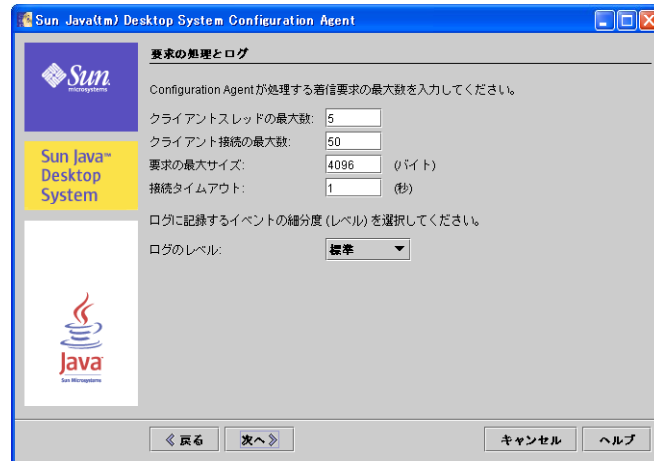 Sun Java(tm) Desktop System Configuration Agent
Sun
microsystems
Sun Java™
Desktop
System
Java
Sun Microsystems
要求の処理とログ
Configuration Agentが処理する着信要求の最大数を入力してください。
クライアントスレッドの最大数: 5
クライアント接続の最大数: 50
要求の最大サイズ: 4096 (バイト)
接続タイムアウト: 1 (秒)
ログに記録するイベントの細分度 (レベル) を選択してください。
ログのレベル: 標準
戻る 次へ キャンセル ヘルプ